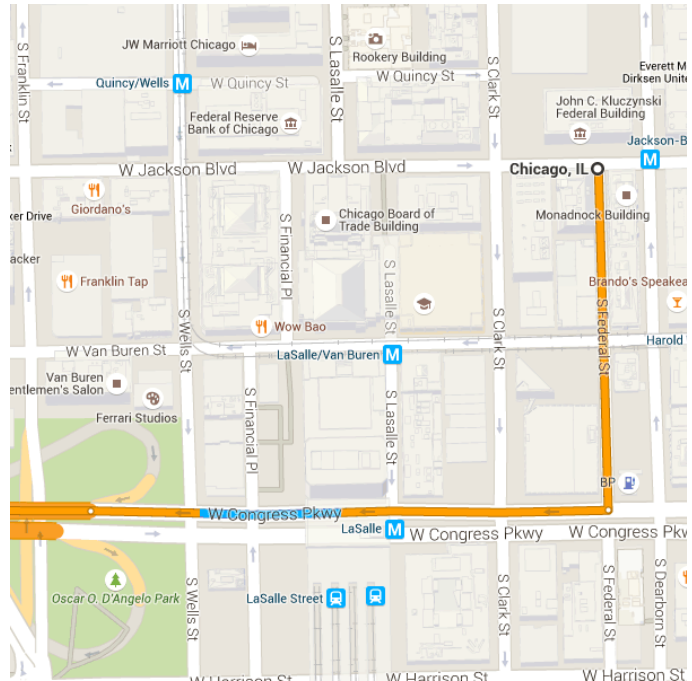 S Franklin St
JW Marriott Chicago
S Lasalle St
Rookery Building
S Clark St
Everett M
Dirksen Unite
Quincy/Wells
M
W Quincy St
W Quincy St
Federal Reserve
Bank of Chicago
John C. Kluczynski
Federal Building
Jackson-B
M
W Jackson Blvd
W Jackson Blvd
Chicago, IL
Giordano's
ker Drive
S Financial Pl
Chicago Board of
Trade Building
Monadnock Building
acker
Franklin Tap
S Lasalle St
Brando's Speakea
S Wells St
Wow Bao
S Clark St
S Federal St
W Van Buren St
LaSalle/Van Buren
M
Harold
Van Buren
entlemen's Salon
Ferrari Studios
S Financial Pl
S Lasalle St
BP
W Congress Pkwy
LaSalle
M
W Congress Pkwy
W Congress Pkw
Oscar O. D'Angelo Park
S Wells St
LaSalle Street
S Clark St
S Federal St
S Dearborn St
W Harrison St
W Harrison St